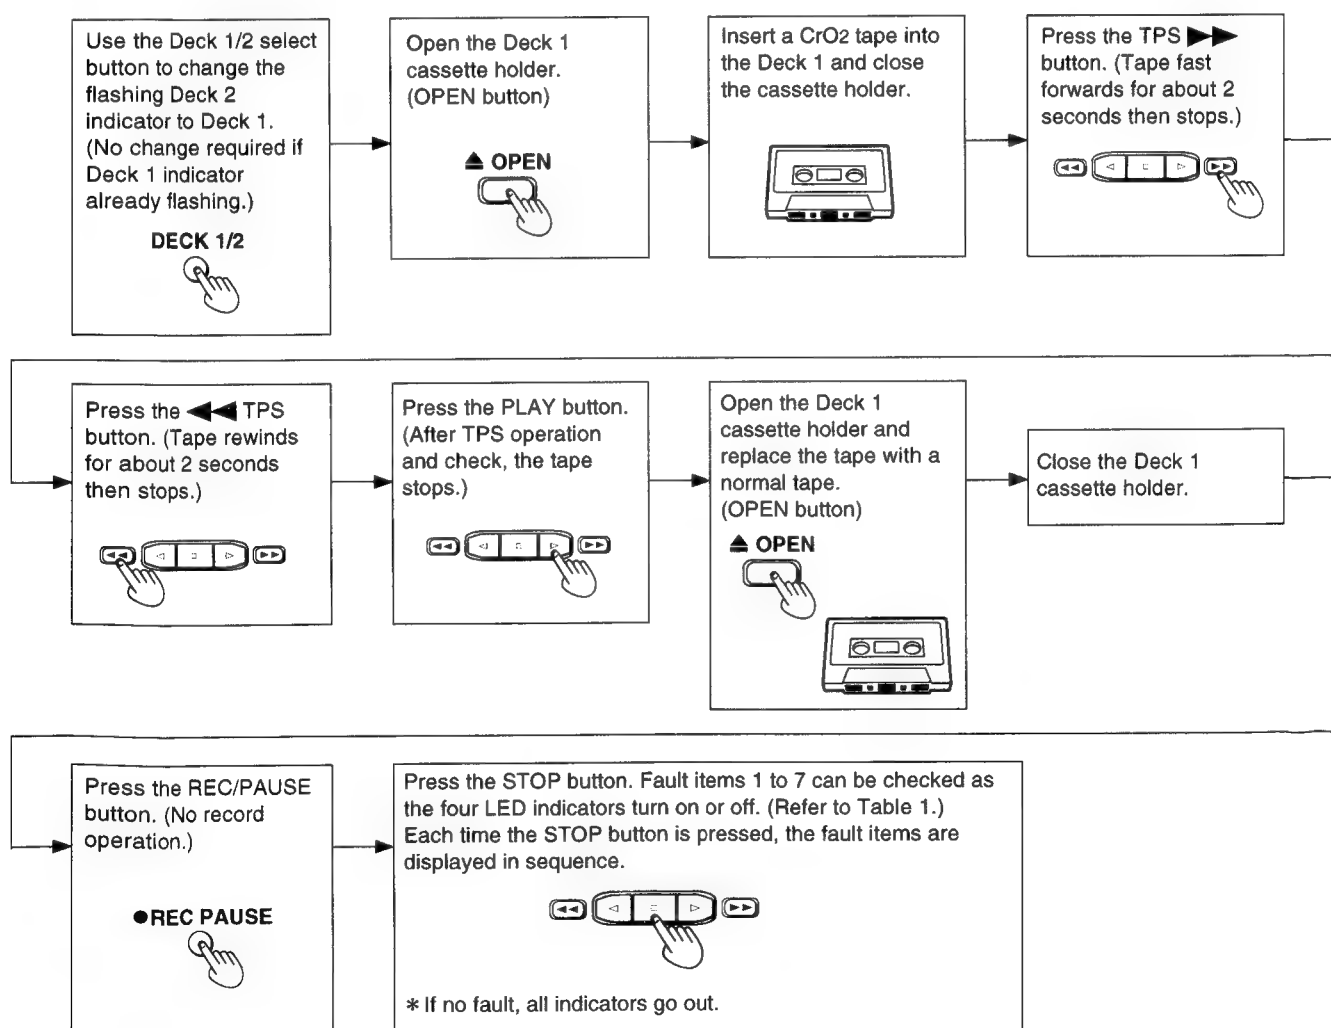 Use the Deck 1/2 select
button to change the
flashing Deck 2
indicator to Deck 1.
(No change required if
Deck 1 indicator
already flashing.)
DECK 1/2
Open the Deck 1
cassette holder.
(OPEN button)
≜ OPEN
Insert a CrO2 tape into
the Deck 1 and close
the cassette holder.
Press the TPS ▶▶
button. (Tape fast
forwards for about 2
seconds then stops.)
Press the ◀◀ TPS
button. (Tape rewinds
for about 2 seconds
then stops.)
Press the PLAY button.
(After TPS operation
and check, the tape
stops.)
Open the Deck 1
cassette holder and
replace the tape with a
normal tape.
(OPEN button)
≜ OPEN
Close the Deck 1
cassette holder.
Press the REC/PAUSE
button. (No record
operation.)
●REC PAUSE
Press the STOP button. Fault items 1 to 7 can be checked as
the four LED indicators turn on or off. (Refer to Table 1.)
Each time the STOP button is pressed, the fault items are
displayed in sequence.
* If no fault, all indicators go out.